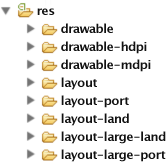 res
drawable
drawable-hdpi
drawable-mdpi
layout
layout-port
layout-land
layout-large-land
layout-large-port